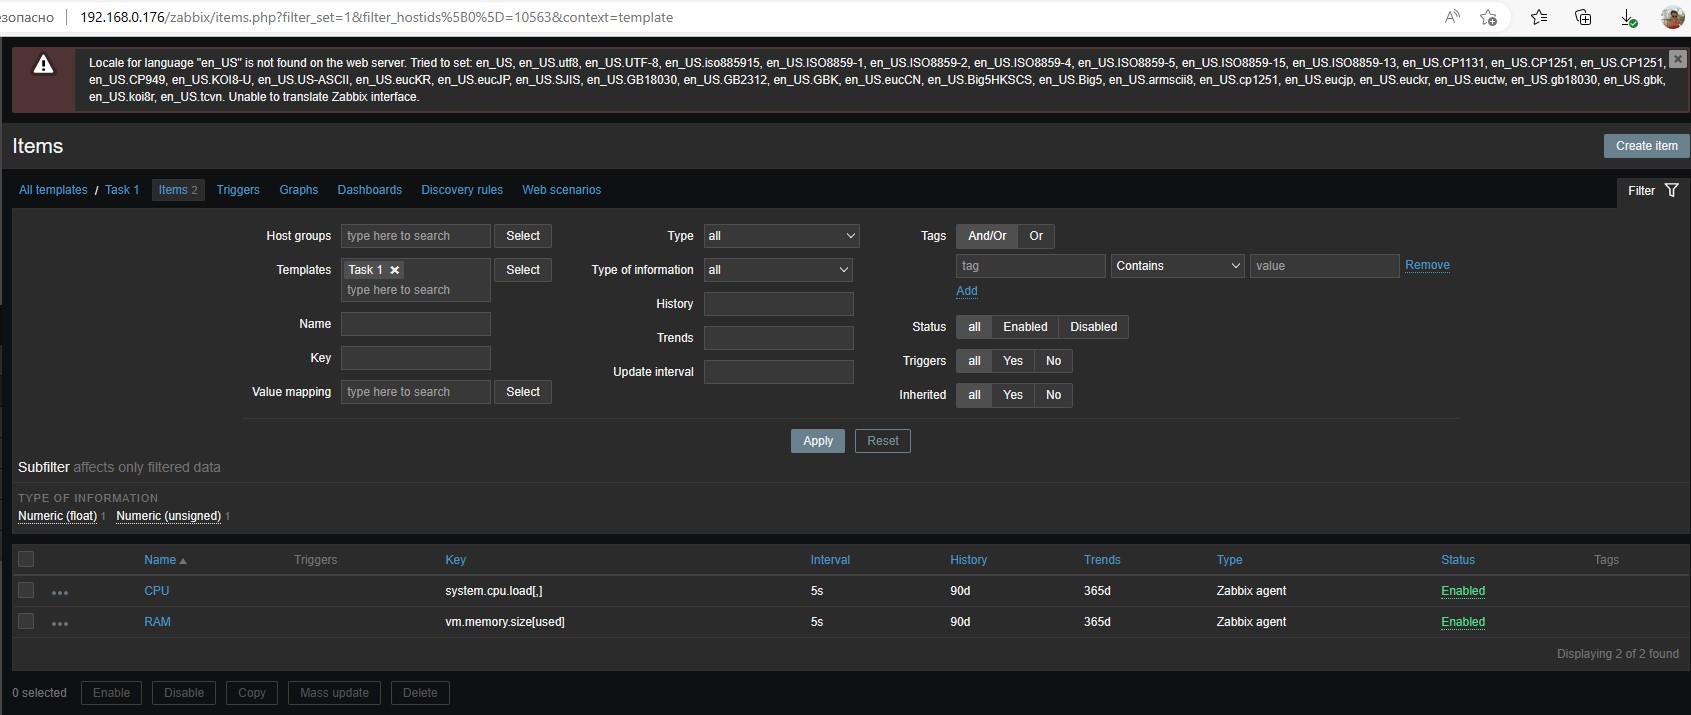 езопасно 192.168.0.176/zabbix/items.php?filter_set=1&filter_hostids%5B0%5D=10563&context=template
Locale for language "en_US" is not found on the web server. Tried to set: en_US, en_US.utf8, en_US.UTF-8, en_US.iso885915, en_US.ISO8859-1, en_US.ISO8859-2, en_US.ISO8859-4, en_US.ISO8859-5, en_US.ISO8859-15, en_US.ISO8859-13, en_US.CP1131, en_US.CP1251, en_US.CP1251,
en_US.CP949, en_US.KOI8-U, en_US.US-ASCII, en_US.eucKR, en_US.eucJP, en_US.SJIS, en_US.GB18030, en_US.GB2312, en_US.GBK, en_US.eucCN, en_US.Big5HKSCS, en_US.Big5, en_US.armscii8, en_US.cp1251, en_US.eucjp, en_US.euckr, en_US.euctw, en_US.gb18030, en_US.gbk,
en_US.koi8r, en_US.tcvn. Unable to translate Zabbix interface.
Items
Create item
All templates / Task 1 Items 2 Triggers Graphs Dashboards Discovery rules Web scenarios
Filter
Host groups type here to search Select
Templates Task 1 Select
type here to search
Name
Key
Value mapping type here to search Select
Type all
Type of information all
History
Trends
Update interval
Tags And/Or Or
tag Contains value Remove
Add
Status all Enabled Disabled
Triggers all Yes No
Inherited all Yes No
Apply Reset
Subfilter affects only filtered data
TYPE OF INFORMATION
Numeric (float) 1 Numeric (unsigned) 1
Name Triggers Key Interval History Trends Type Status Tags
CPU system.cpu.load[,] 5s 90d 365d Zabbix agent Enabled
RAM vm.memory.size[used] 5s 90d 365d Zabbix agent Enabled
Displaying 2 of 2 found
0 selected Enable Disable Copy Mass update Delete